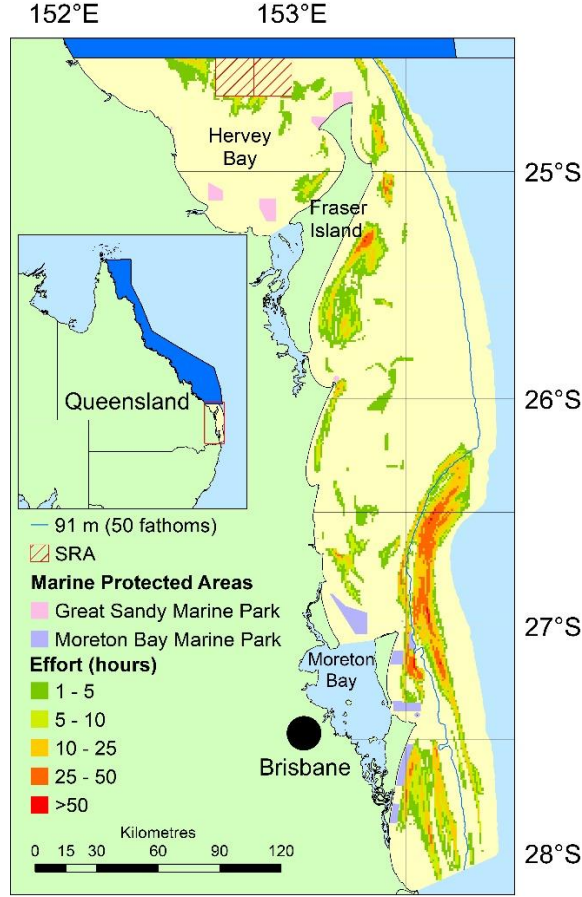 152°E 153°E
Hervey
Bay
25°S
Fraser
Island
Queensland
26°S
91 m (50 fathoms)
SRA
Marine Protected Areas
Great Sandy Marine Park
Moreton Bay Marine Park
27°S
Effort (hours)
Moreton
Bay
1 - 5
5 - 10
10 - 25
25 - 50
>50
Brisbane
Kilometres
0 15 30 60 90 120
28°S